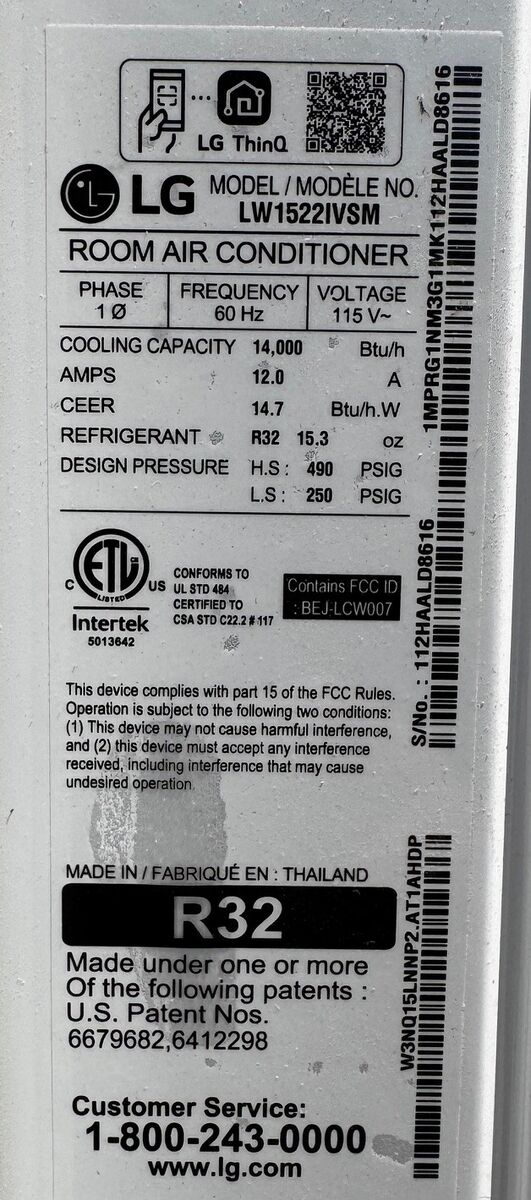 LG ThinQ
LG MODEL / MODÈLE NO.
LW1522IVSM
ROOM AIR CONDITIONER
PHASE FREQUENCY VOLTAGE
1 Ø 60 Hz 115 V~
COOLING CAPACITY 14,000 Btu/h
AMPS 12.0 A
CEER 14.7 Btu/h.W
REFRIGERANT R32 15.3 oz
DESIGN PRESSURE H.S : 490 PSIG
L.S : 250 PSIG
C ETL US
LISTED
Intertek
5013642
CONFORMS TO
UL STD 484
CERTIFIED TO
CSA STD C22.2 # 117
Contains FCC ID
: BEJ-LCW007
This device complies with part 15 of the FCC Rules.
Operation is subject to the following two conditions:
(1) This device may not cause harmful interference,
and (2) this device must accept any interference
received, including interference that may cause
undesired operation
MADE IN / FABRIQUÉ EN : THAILAND
R32
Made under one or more
Of the following patents :
U.S. Patent Nos.
6679682,6412298
Customer Service:
1-800-243-0000
www.lg.com
1MPRG1NM3G1MK112HAALD8616
S/No. : 112HAALD8616
W3NQ15LNNP2.AT1AHDP